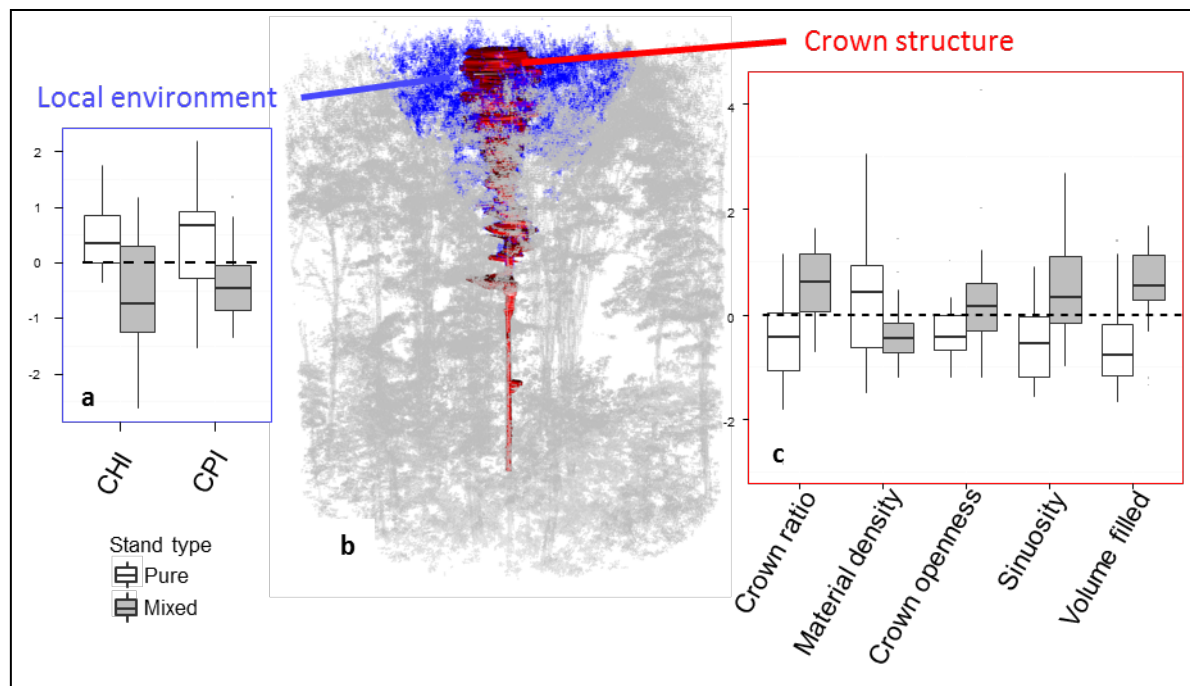 Crown structure
Local environment
2
1
0
-1
-2
a
CHI
CPI
Stand type
Pure
Mixed
b
4
2
0
-2
c
Crown ratio
Material density
Crown openness
Sinuosity
Volume filled